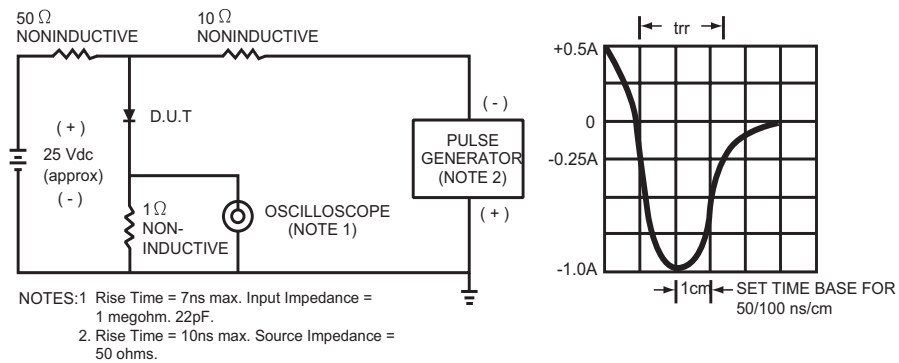 50 Ω
NONINDUCTIVE
10 Ω
NONINDUCTIVE
D.U.T
( + )
25 Vdc
(approx)
( - )
1 Ω
NON-
INDUCTIVE
OSCILLOSCOPE
(NOTE 1)
( - )
PULSE
GENERATOR
(NOTE 2)
( + )
NOTES:1 Rise Time = 7ns max. Input Impedance =
1 megohm. 22pF.
2. Rise Time = 10ns max. Source Impedance =
50 ohms.
trr
+0.5A
0
-0.25A
-1.0A
1cm
SET TIME BASE FOR
50/100 ns/cm